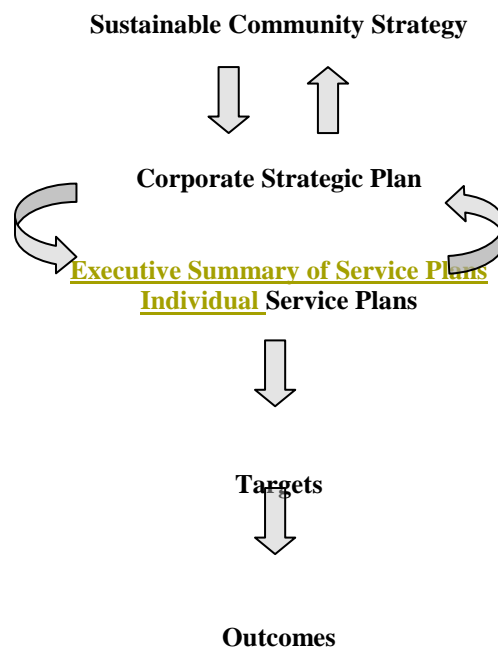 Sustainable Community Strategy
Corporate Strategic Plan
Executive Summary of Service Plans
Individual Service Plans
Targets
Outcomes